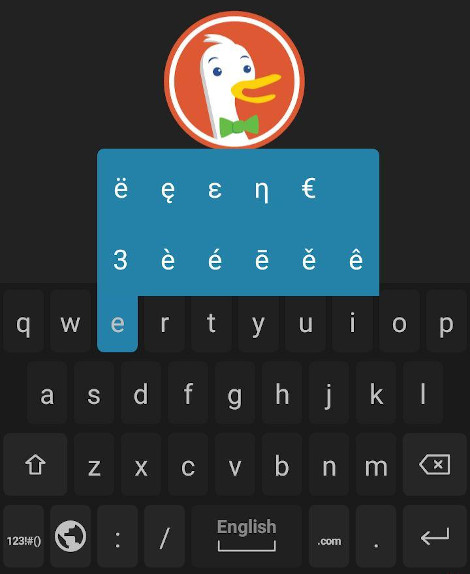 ë ę ε η €
3 è é ē ě ê
q w e r t y u i o p
a s d f g h j k l
z x c v b n m
123!#() : / English .com .